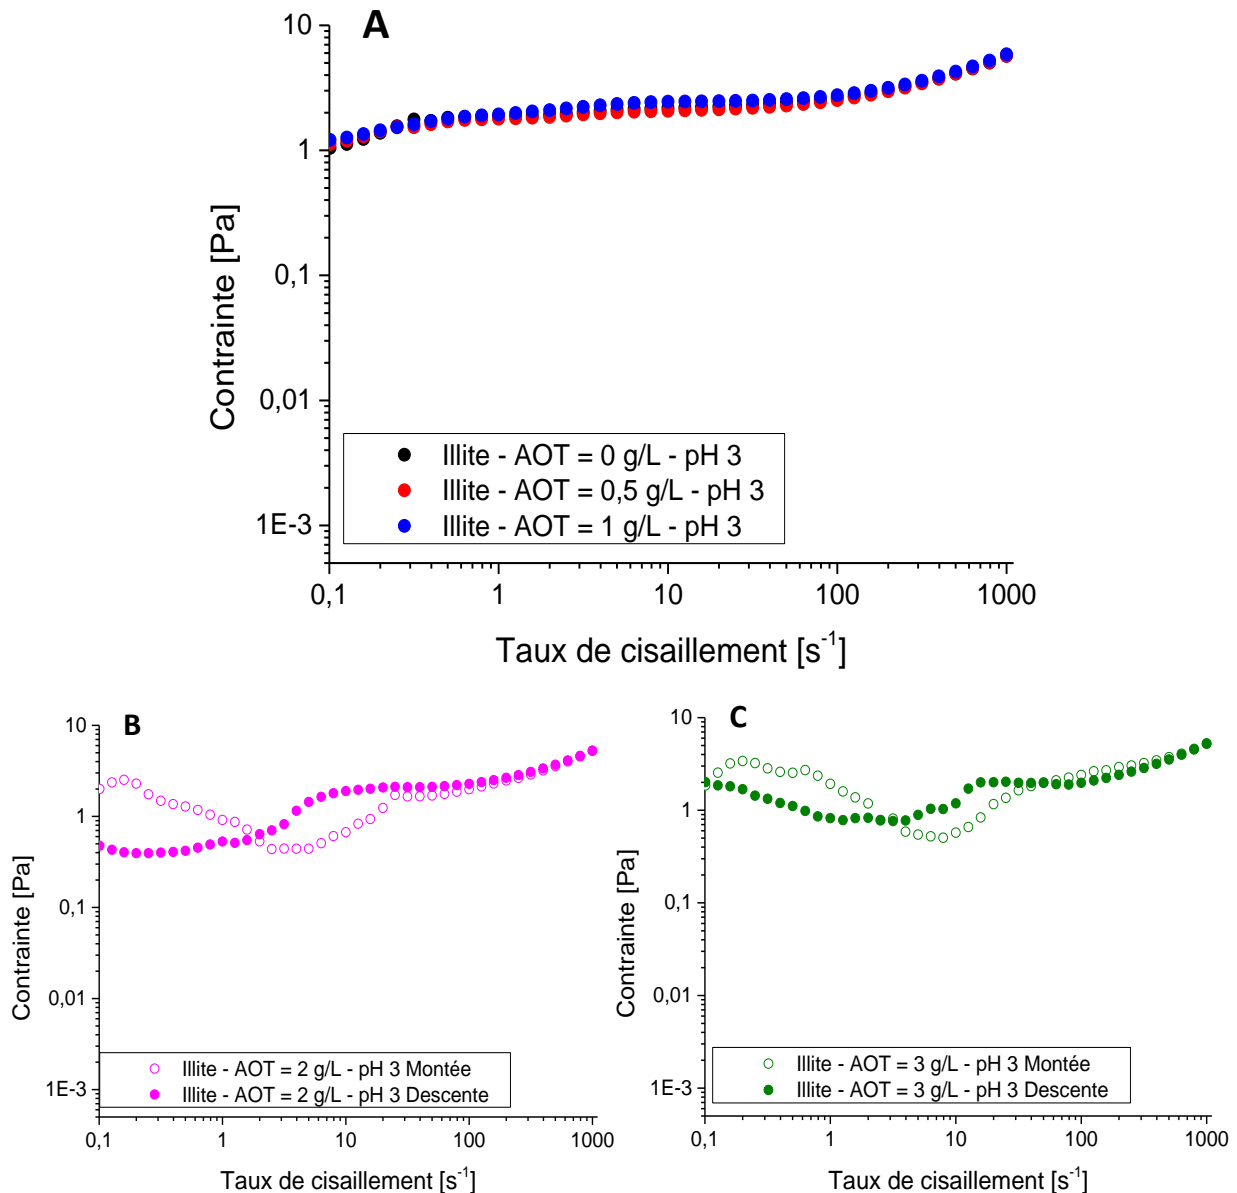 A
10
1
0,1
0,01
1E-3
Contrainte [Pa]
Illite - AOT = 0 g/L - pH 3
Illite - AOT = 0,5 g/L - pH 3
Illite - AOT = 1 g/L - pH 3
0,1 1 10 100 1000
Taux de cisaillement [s⁻¹]
B
10
1
0,1
0,01
1E-3
Contrainte [Pa]
Illite - AOT = 2 g/L - pH 3 Montée
Illite - AOT = 2 g/L - pH 3 Descente
0,1 1 10 100 1000
Taux de cisaillement [s⁻¹]
C
10
1
0,1
0,01
1E-3
Contrainte [Pa]
Illite - AOT = 3 g/L - pH 3 Montée
Illite - AOT = 3 g/L - pH 3 Descente
0,1 1 10 100 1000
Taux de cisaillement [s⁻¹]